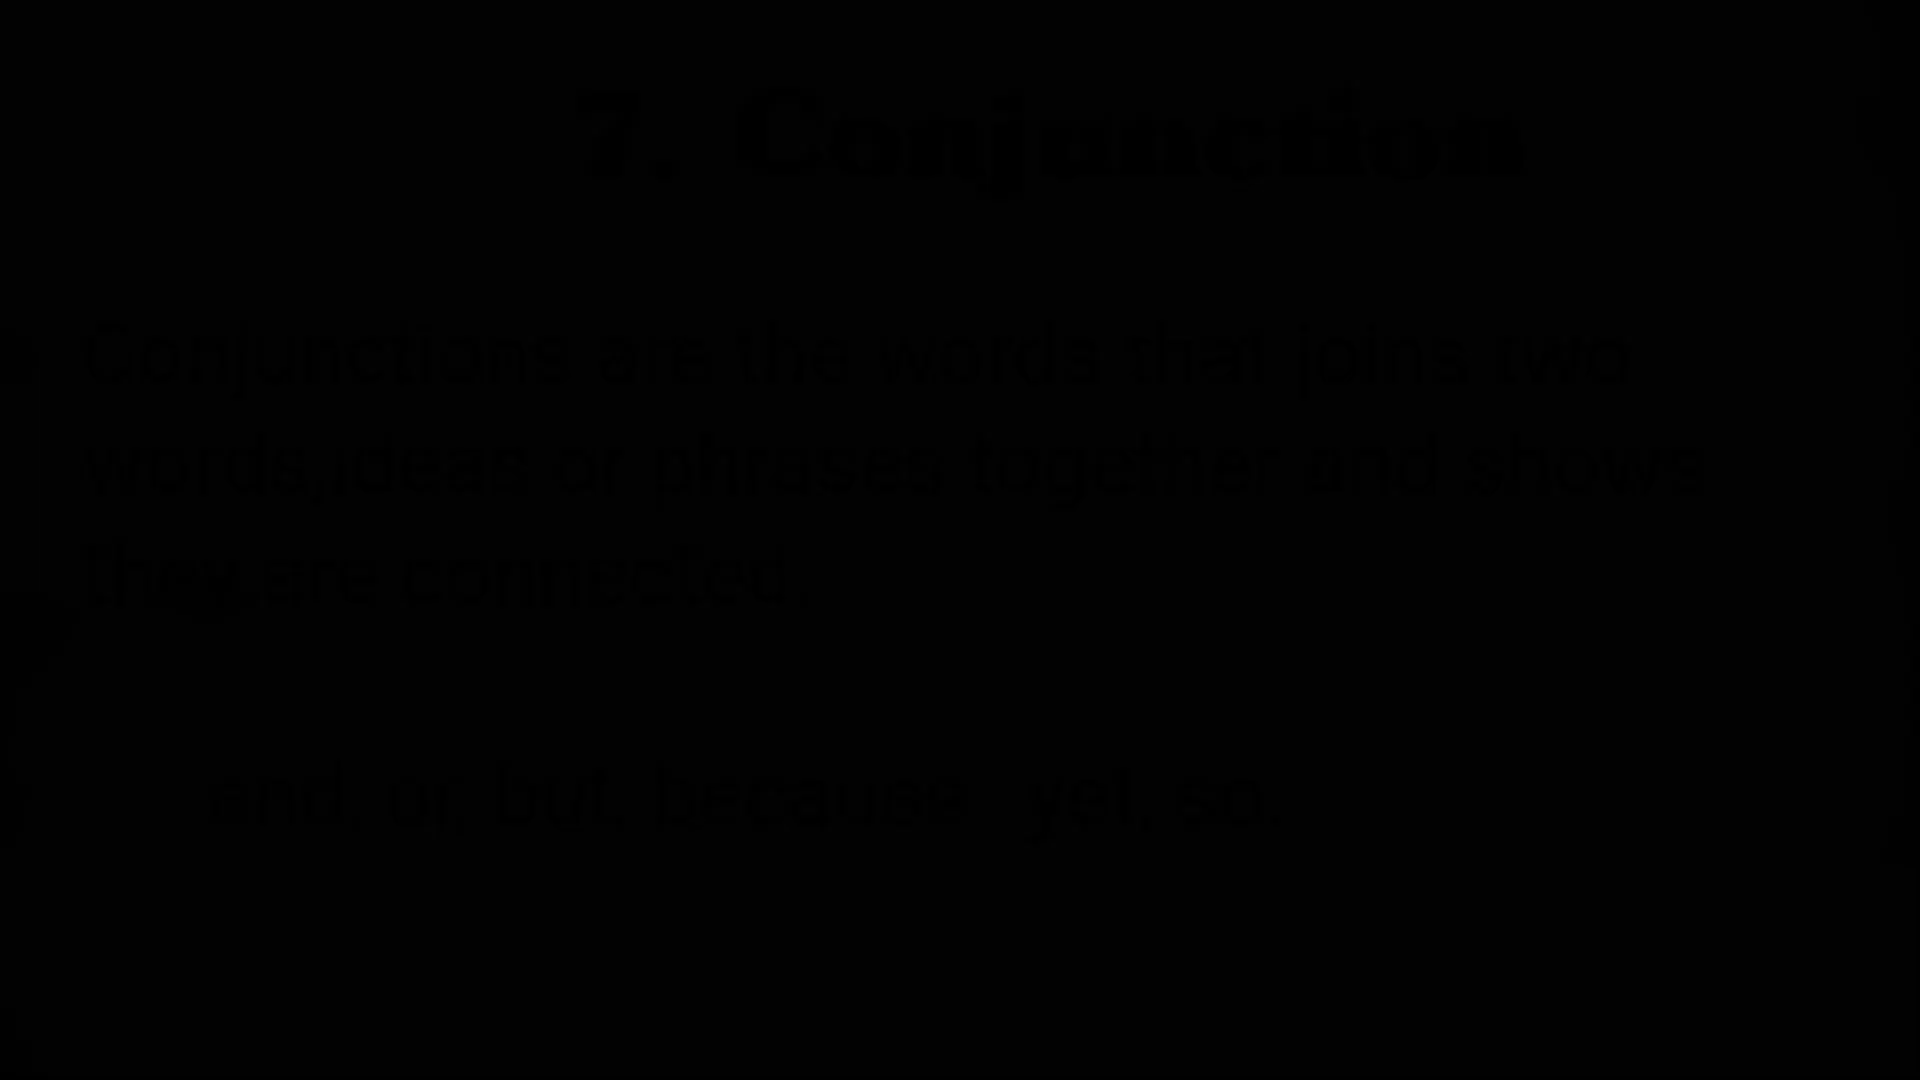 7. Conjunction
Conjunctions are the words that joins two
words,ideas or phrases together and shows
they are connected.
and, or, but, because, yet, so.